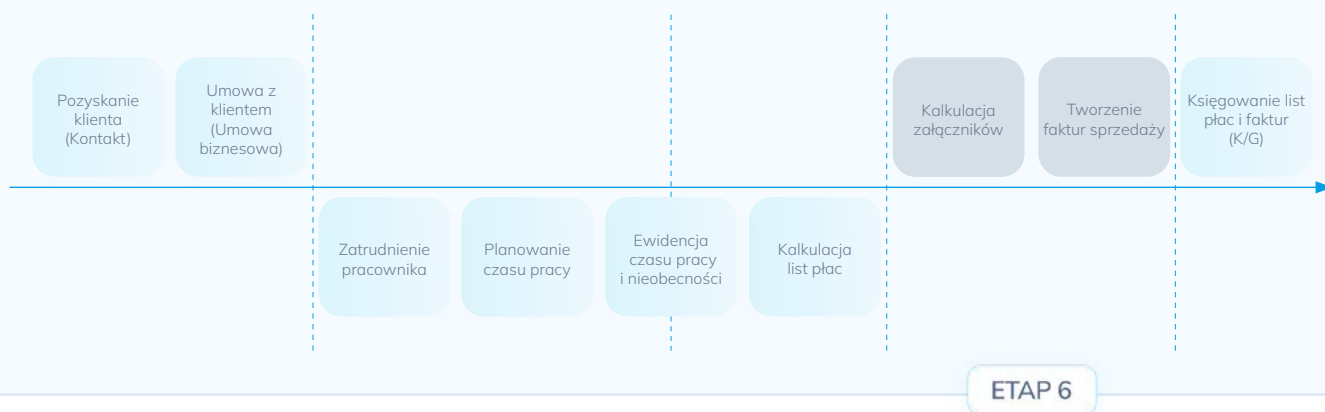 Pozyskanie
klienta
(Kontakt)
Umowa z
klientem
(Umowa
biznesowa)
Kalkulacja
załączników
Tworzenie
faktur sprzedaży
Księgowanie list
płac i faktur
(K/G)
Zatrudnienie
pracownika
Planowanie
czasu pracy
Ewidencja
czasu pracy
i nieobecności
Kalkulacja
list płac
ETAP 6